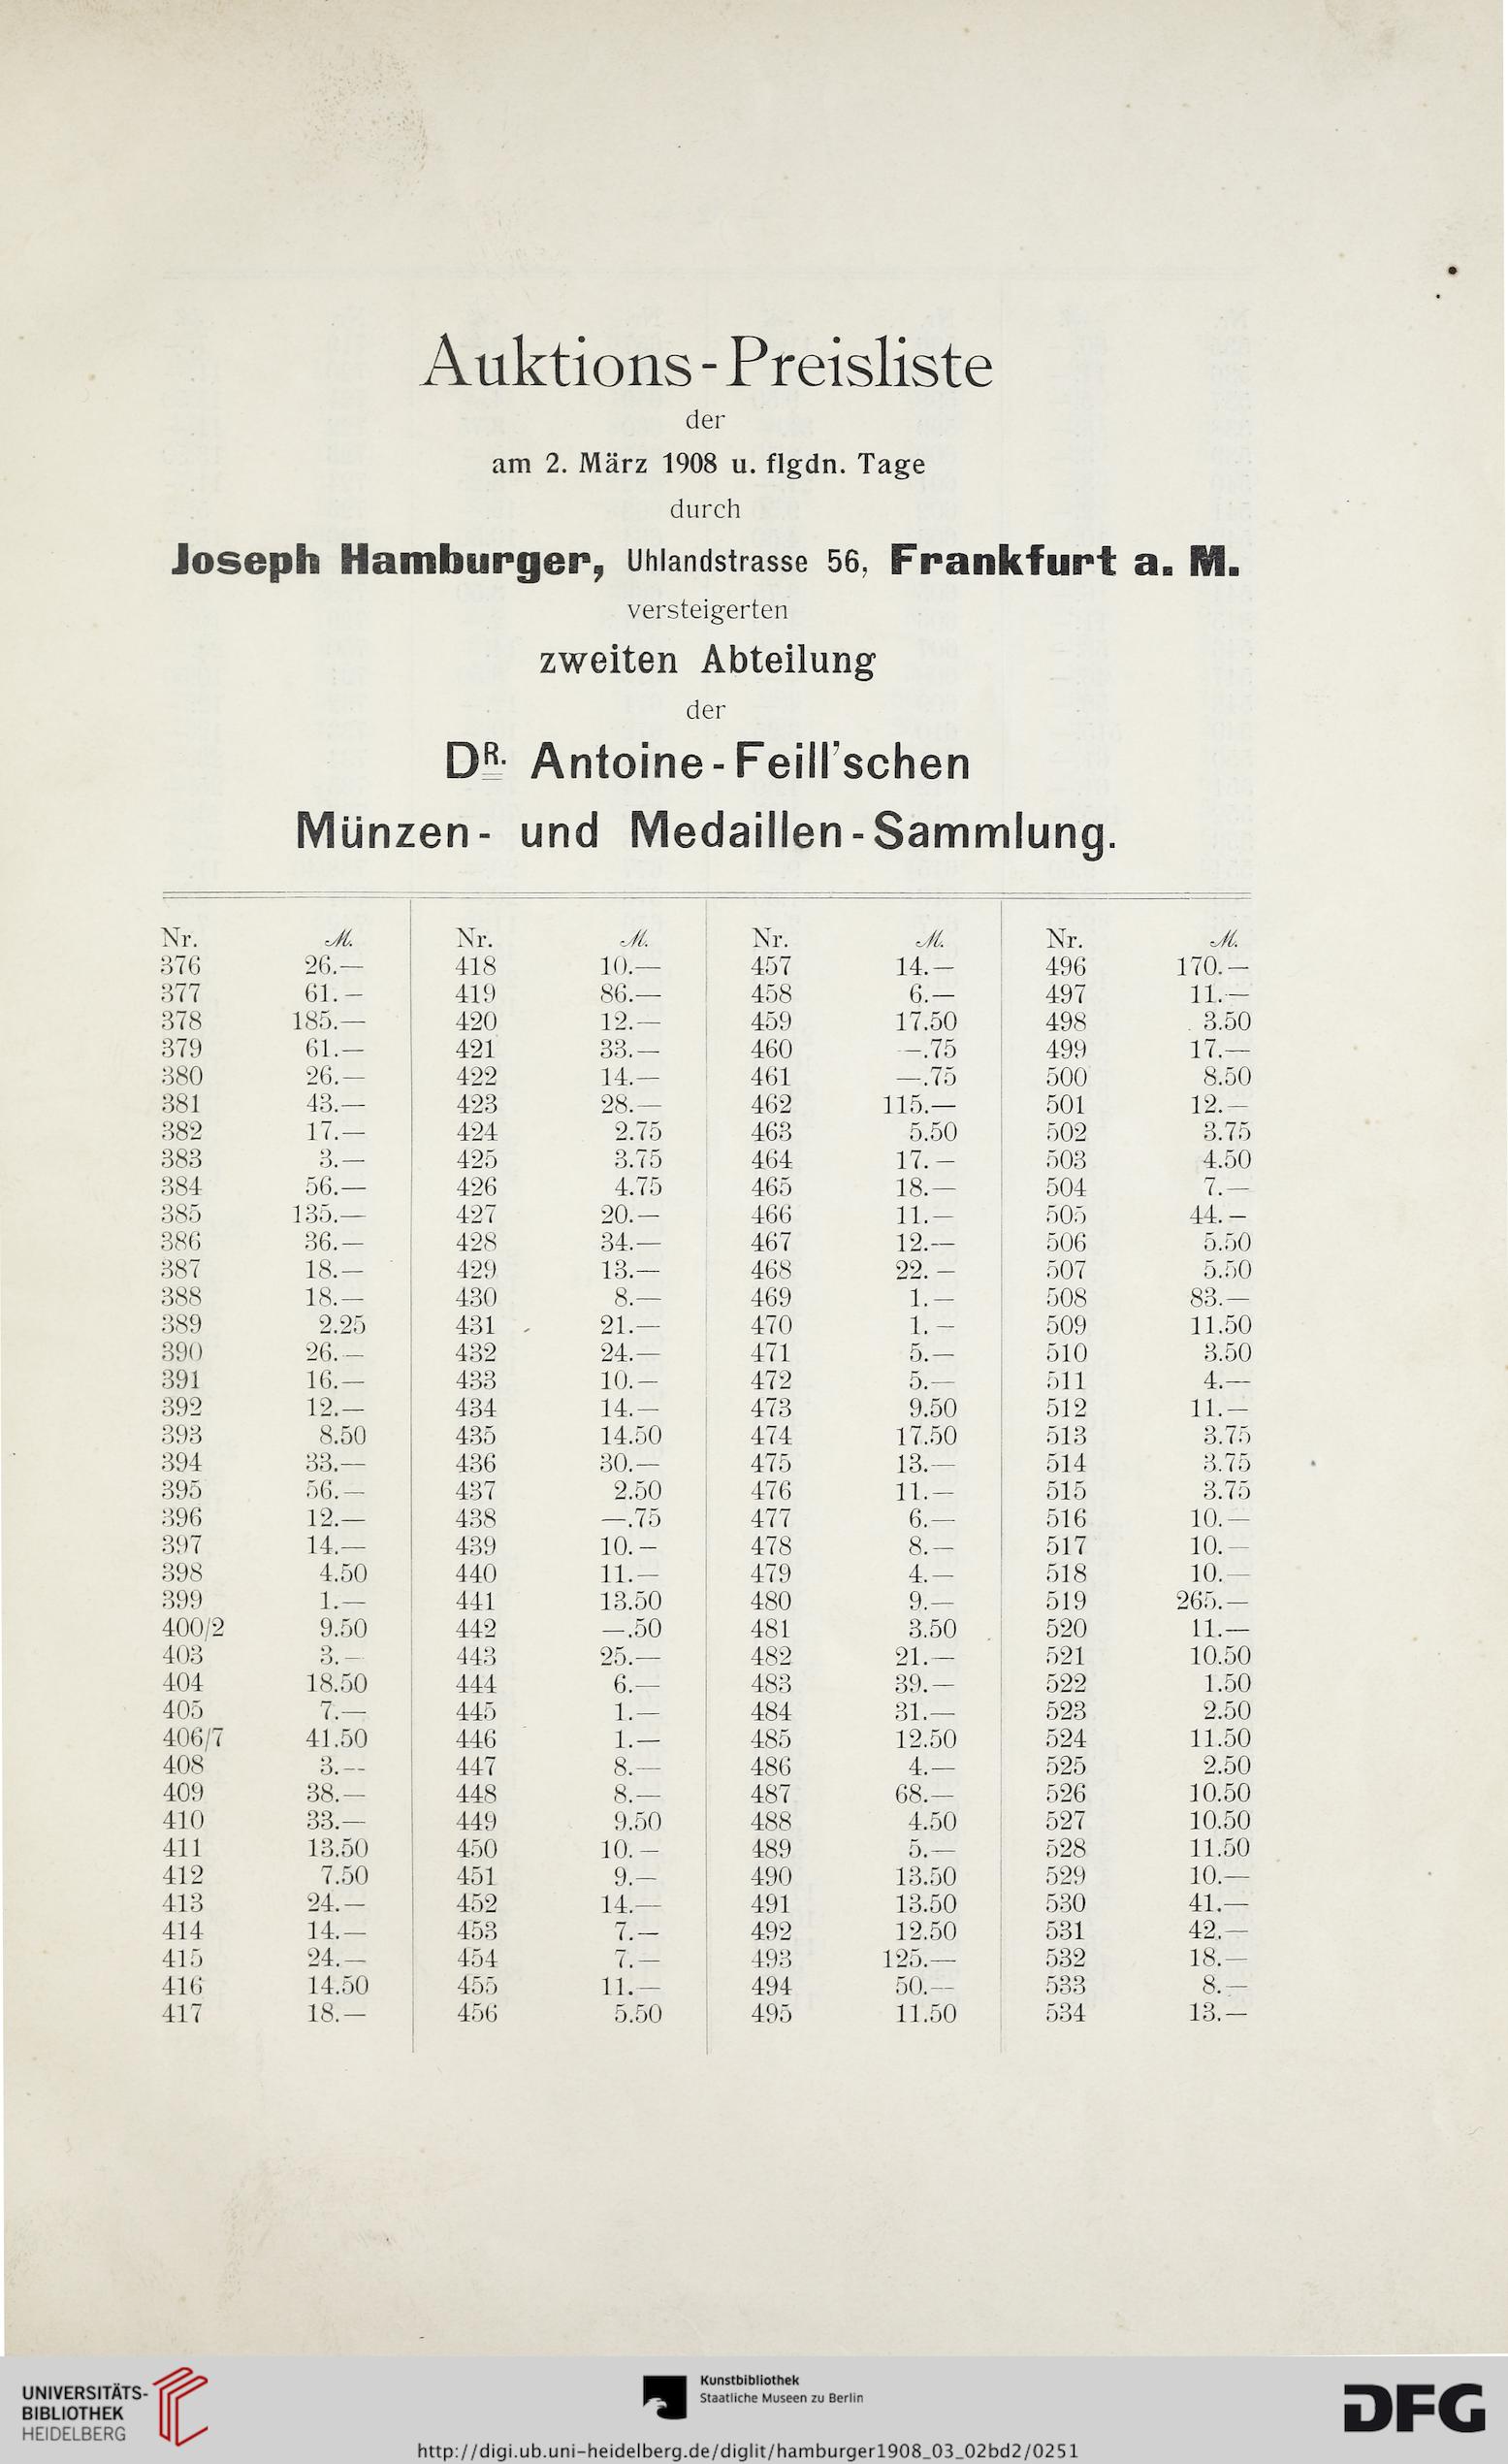 Auktions-Preisliste
der
am 2. März 1908 u. flgdn. Tage
durch
Joseph Hamburger, Uhlandstrasse 56, Frankfurt a. M.
versteigerten
zweiten Abteilung
der
DR. Antoine-Feill'schen
Münzen- und Medaillen-Sammlung.
Nr. M. Nr. M. Nr. M. Nr. M.
376 26.— 418 10.— 457 14.— 496 170.—
377 61.— 419 86.— 458 6.— 497 11.—
378 185.— 420 12.— 459 17.50 498 3.50
379 61.— 421 33.— 460 —.75 499 17.—
380 26.— 422 14.— 461 —.75 500 8.50
381 43.— 423 28.— 462 115.— 501 12.—
382 17.— 424 2.75 463 5.50 502 3.75
383 3.— 425 3.75 464 17.— 503 4.50
384 56.— 426 4.75 465 18.— 504 7.—
385 135.— 427 20.— 466 11.— 505 44.—
386 36.— 428 34.— 467 12.— 506 5.50
387 18.— 429 13.— 468 22.— 507 5.50
388 18.— 430 8.— 469 1.— 508 83.—
389 2.25 431 21.— 470 1.— 509 11.50
390 26.— 432 24.— 471 5.— 510 3.50
391 16.— 433 10.— 472 5.— 511 4.—
392 12.— 434 14.— 473 9.50 512 11.—
393 8.50 435 14.50 474 17.50 513 3.75
394 33.— 436 30.— 475 13.— 514 3.75
395 56.— 437 2.50 476 11.— 515 3.75
396 12.— 438 —.75 477 6.— 516 10.—
397 14.— 439 10.— 478 8.— 517 10.—
398 4.50 440 11.— 479 4.— 518 10.—
399 1.— 441 13.50 480 9.— 519 265.—
400/2 9.50 442 —.50 481 3.50 520 11.—
403 3.— 443 25.— 482 21.— 521 10.50
404 18.50 444 6.— 483 39.— 522 1.50
405 7.— 445 1.— 484 31.— 523 2.50
406/7 41.50 446 1.— 485 12.50 524 11.50
408 3.— 447 8.— 486 4.— 525 2.50
409 38.— 448 8.— 487 68.— 526 10.50
410 33.— 449 9.50 488 4.50 527 10.50
411 13.50 450 10.— 489 5.— 528 11.50
412 7.50 451 9.— 490 13.50 529 10.—
413 24.— 452 14.— 491 13.50 530 41.—
414 14.— 453 7.— 492 12.50 531 42.—
415 24.— 454 7.— 493 125.— 532 18.—
416 14.50 455 11.— 494 50.— 533 8.—
417 18.— 456 5.50 495 11.50 534 13.—
UNIVERSITÄTS-
BIBLIOTHEK
HEIDELBERG
Kunstbibliothek
Staatliche Museen zu Berlin
DFG
http://digi.ub.uni-heidelberg.de/diglit/hamburger1908_03_02bd2/0251